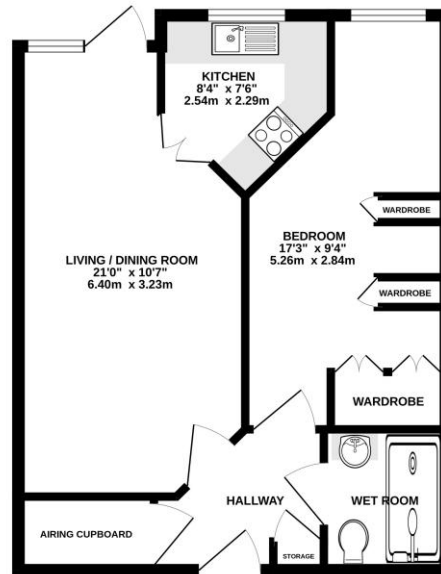 KITCHEN
8'4" x 7'6"
2.54m x 2.29m
WARDROBE
BEDROOM
17'3" x 9'4"
5.26m x 2.84m
LIVING / DINING ROOM
21'0" x 10'7"
6.40m x 3.23m
WARDROBE
WARDROBE
HALLWAY
WET ROOM
AIRING CUPBOARD
STORAGE